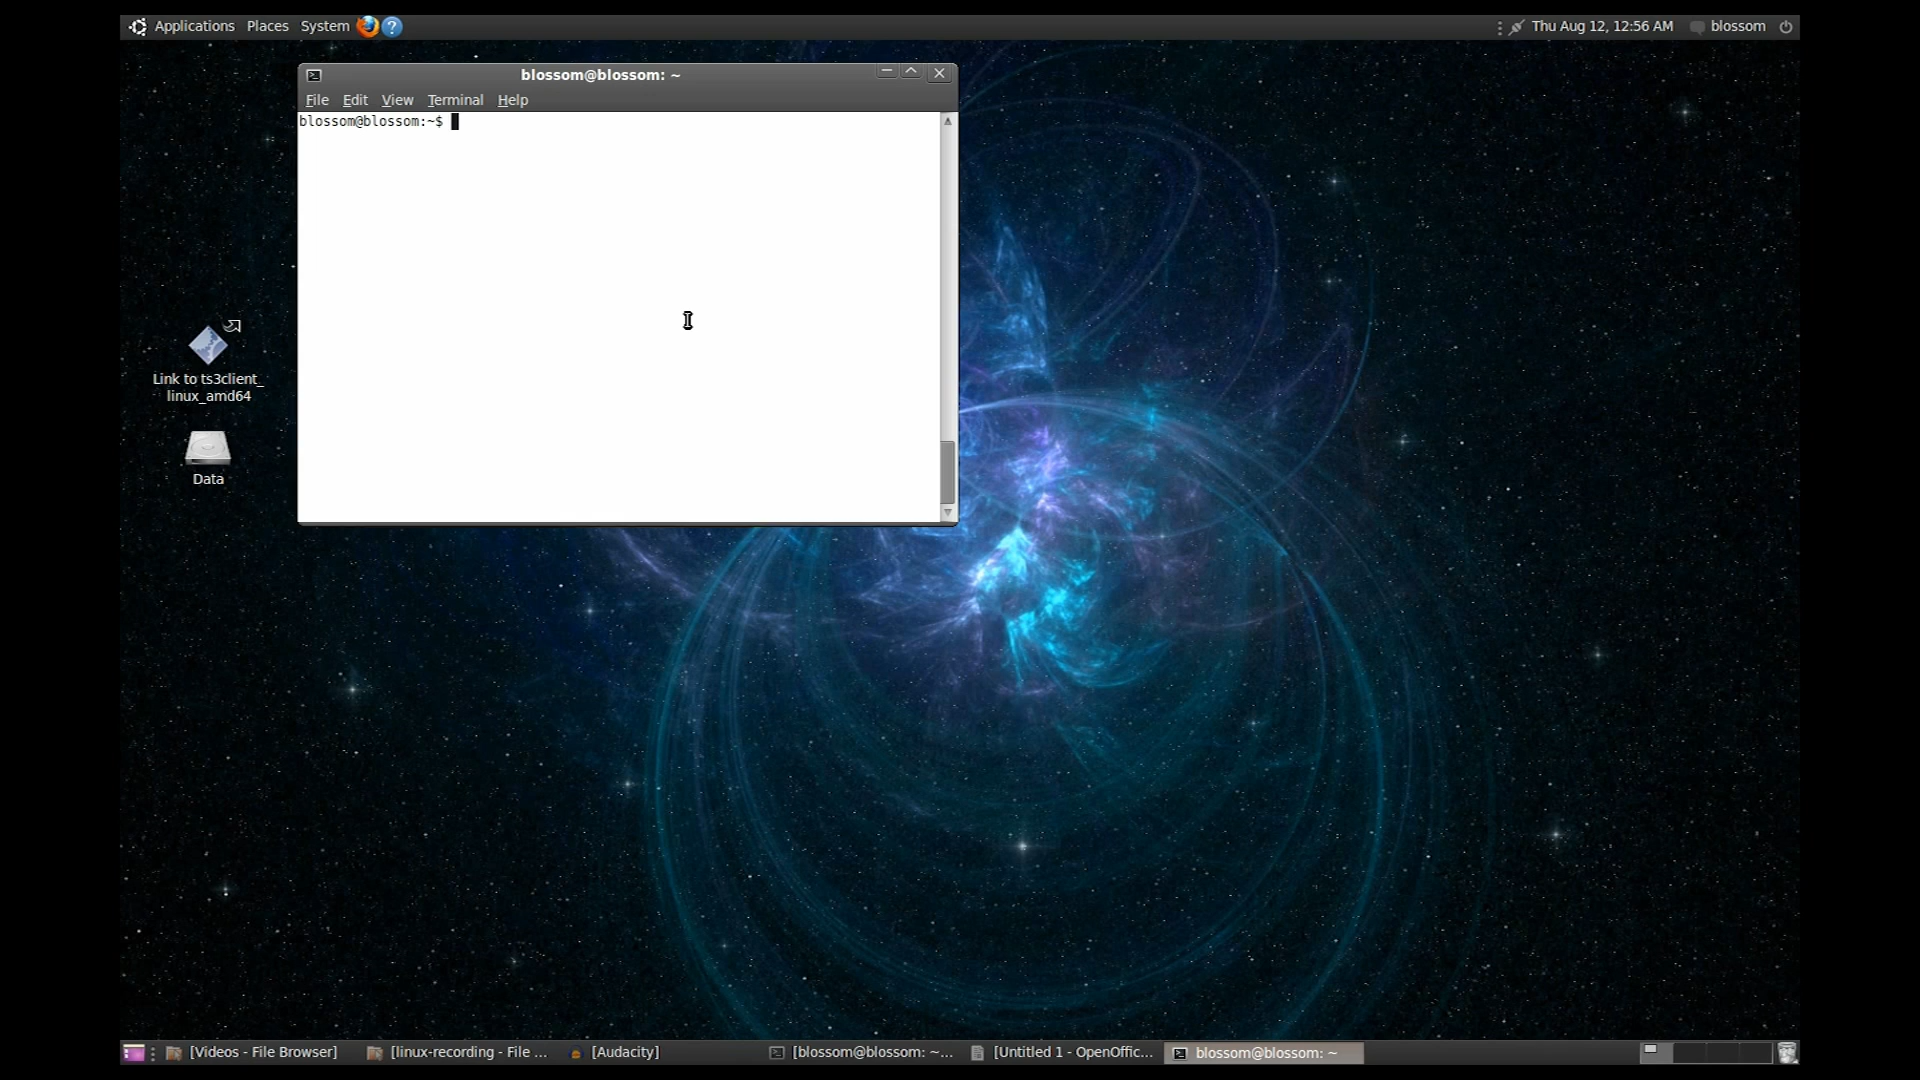 Applications Places System
Thu Aug 12, 12:56 AM blossom
blossom@blossom: ~
File Edit View Terminal Help
blossom@blossom:~$
Link to ts3client_
linux_amd64
Data
[Videos - File Browser] [linux-recording - File ... [Audacity] [blossom@blossom: ~... [Untitled 1 - OpenOffic... blossom@blossom: ~